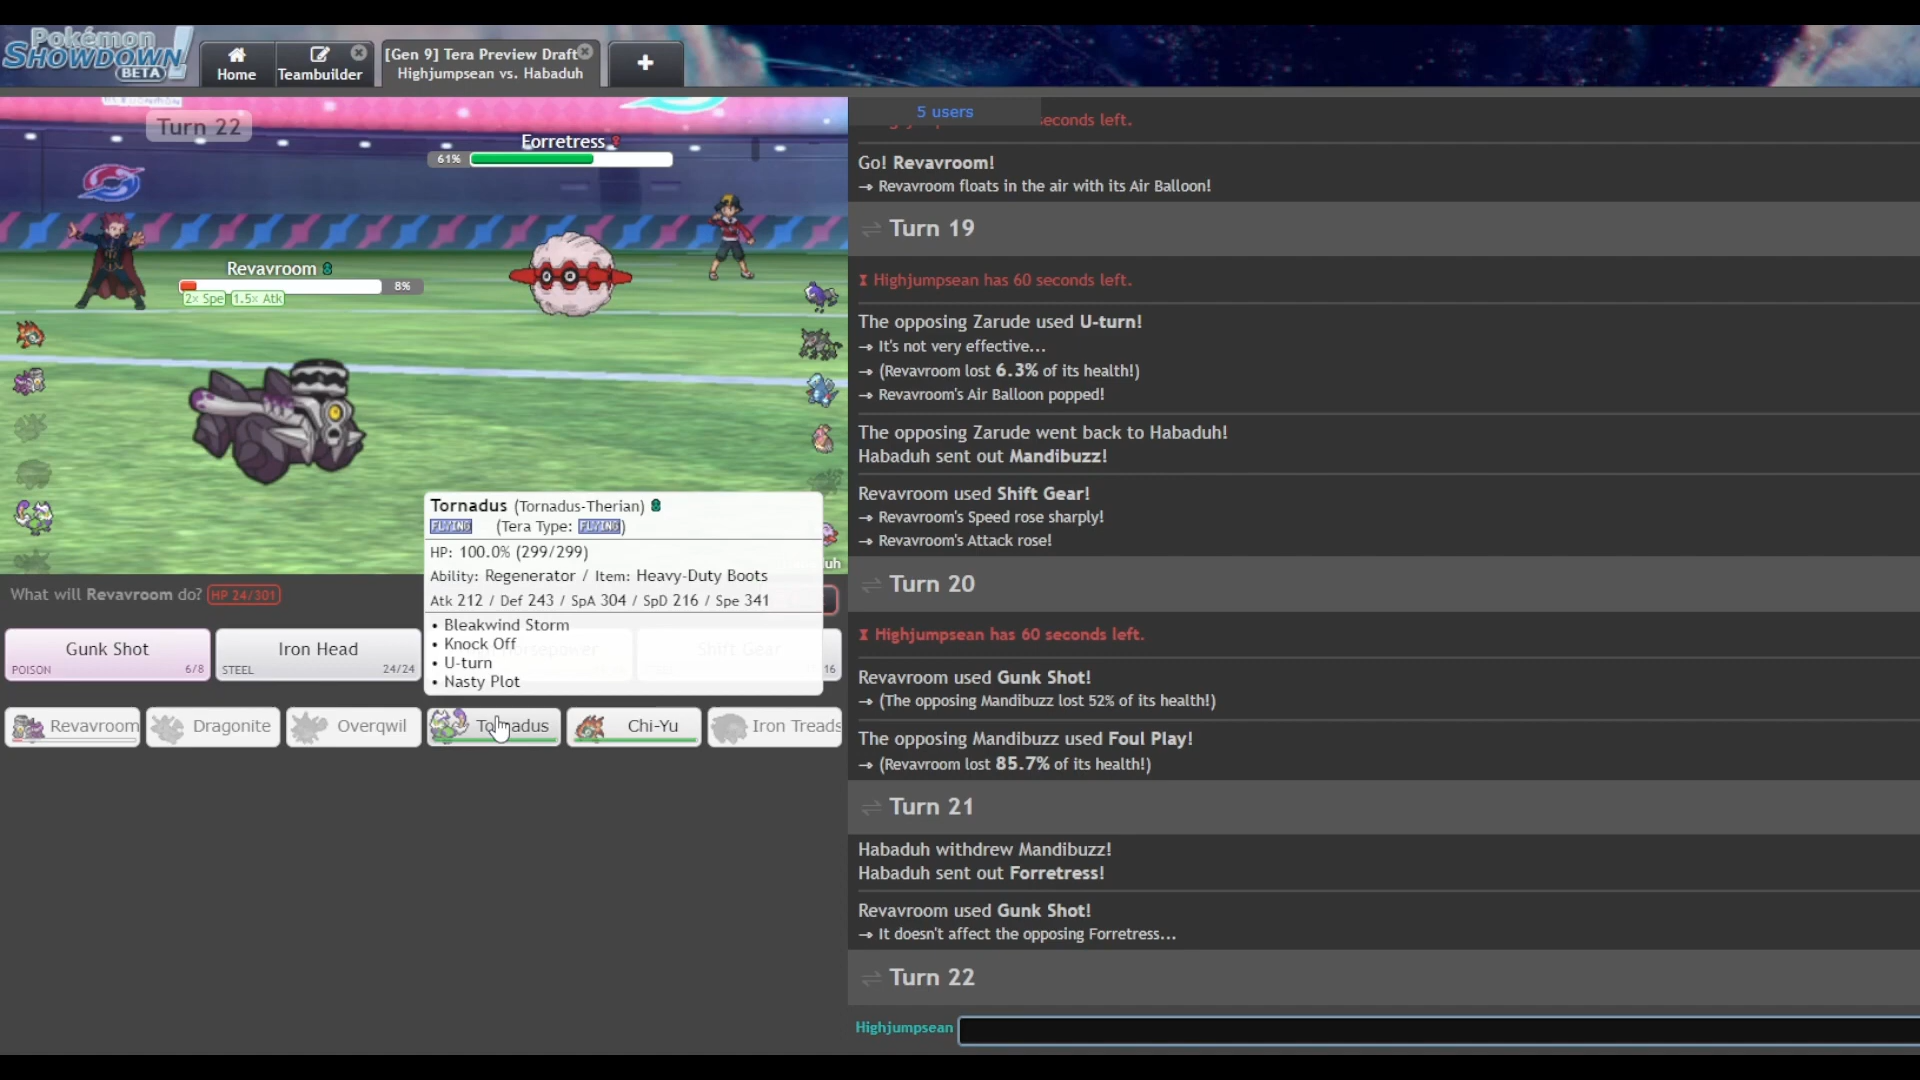 Pokémon
SHOWDOWN!
BETA
Home
Teambuilder
[Gen 9] Tera Preview Draft
Highjumpsean vs. Habaduh
+
Turn 22
Forretress
61%
Revavroom
8%
2× Spe 1.5× Atk
Tornadus (Tornadus-Therian)
FLYING (Tera Type: FLYING)
HP: 100.0% (299/299)
Ability: Regenerator / Item: Heavy-Duty Boots
Atk 212 / Def 243 / SpA 304 / SpD 216 / Spe 341
• Bleakwind Storm
• Knock Off
• U-turn
• Nasty Plot
What will Revavroom do? HP 24/301
Gunk Shot
POISON 6/8
Iron Head
STEEL 24/24
Horsepower
Shift Gear
16
Revavroom
Dragonite
Overqwil
Tornadus
Chi-Yu
Iron Treads
5 users
seconds left.
Go! Revavroom!
→ Revavroom floats in the air with its Air Balloon!
Turn 19
Highjumpsean has 60 seconds left.
The opposing Zarude used U-turn!
→ It's not very effective...
→ (Revavroom lost 6.3% of its health!)
→ Revavroom's Air Balloon popped!
The opposing Zarude went back to Habaduh!
Habaduh sent out Mandibuzz!
Revavroom used Shift Gear!
→ Revavroom's Speed rose sharply!
→ Revavroom's Attack rose!
Turn 20
Highjumpsean has 60 seconds left.
Revavroom used Gunk Shot!
→ (The opposing Mandibuzz lost 52% of its health!)
The opposing Mandibuzz used Foul Play!
→ (Revavroom lost 85.7% of its health!)
Turn 21
Habaduh withdrew Mandibuzz!
Habaduh sent out Forretress!
Revavroom used Gunk Shot!
→ It doesn't affect the opposing Forretress...
Turn 22
Highjumpsean